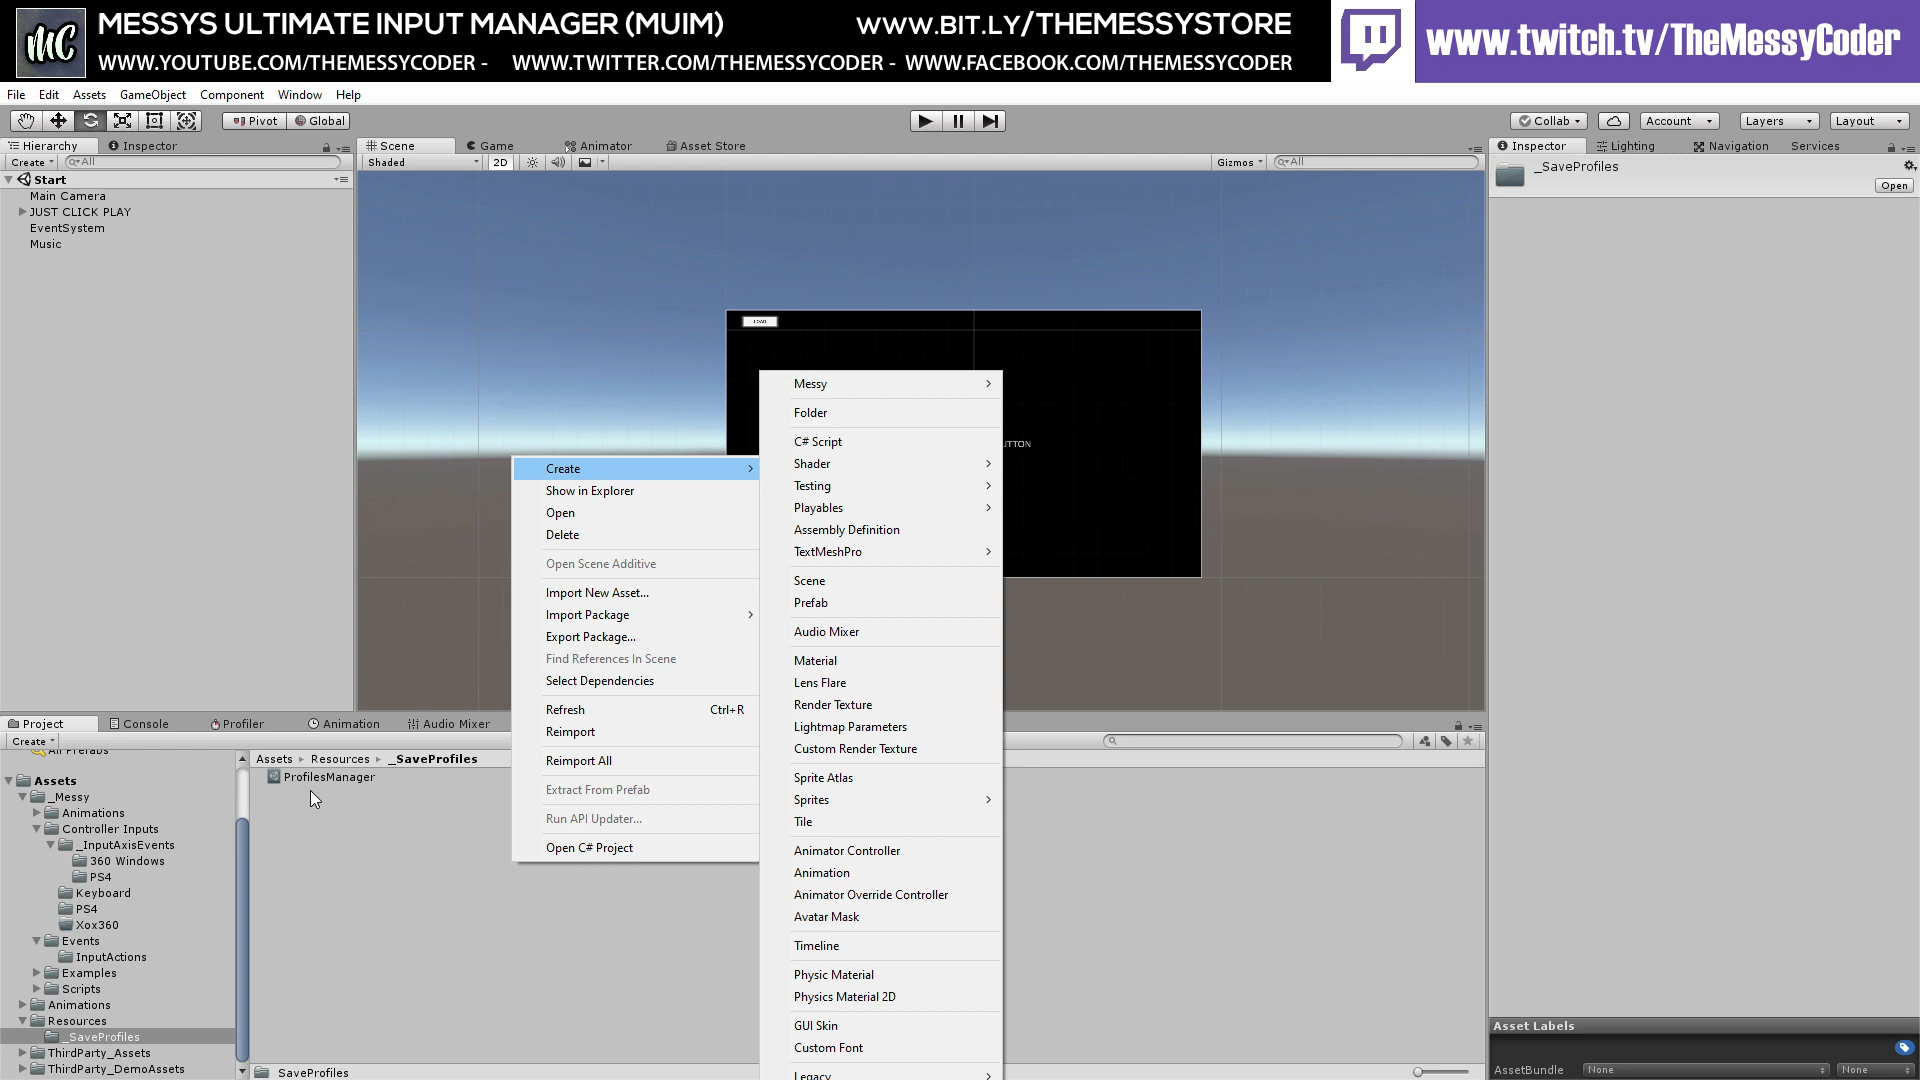 MC
MESSYS ULTIMATE INPUT MANAGER (MUIM)
WWW.BIT.LY/THEMESSYSTORE
WWW.YOUTUBE.COM/THEMESSYCODER - WWW.TWITTER.COM/THEMESSYCODER - WWW.FACEBOOK.COM/THEMESSYCODER
www.twitch.tv/TheMessyCoder
File Edit Assets GameObject Component Window Help
Pivot Global
Collab Account Layers Layout
Hierarchy Inspector
Create All
Start
Main Camera
JUST CLICK PLAY
EventSystem
Music
Scene Game Animator Asset Store
Shaded 2D Gizmos All
LOAD
UTTON
Inspector Lighting Navigation Services
_SaveProfiles
Open
Create
Show in Explorer
Open
Delete
Open Scene Additive
Import New Asset...
Import Package
Export Package...
Find References In Scene
Select Dependencies
Refresh Ctrl+R
Reimport
Reimport All
Extract From Prefab
Run API Updater...
Open C# Project
Messy
Folder
C# Script
Shader
Testing
Playables
Assembly Definition
TextMeshPro
Scene
Prefab
Audio Mixer
Material
Lens Flare
Render Texture
Lightmap Parameters
Custom Render Texture
Sprite Atlas
Sprites
Tile
Animator Controller
Animation
Animator Override Controller
Avatar Mask
Timeline
Physic Material
Physics Material 2D
GUI Skin
Custom Font
Legacy
Project Console Profiler Animation Audio Mixer
Create
All Prefabs
Assets
_Messy
Animations
Controller Inputs
_InputAxisEvents
360 Windows
PS4
Keyboard
PS4
Xox360
Events
InputActions
Examples
Scripts
Animations
Resources
_SaveProfiles
ThirdParty_Assets
ThirdParty_DemoAssets
Assets Resources _SaveProfiles
ProfilesManager
SaveProfiles
Asset Labels
AssetBundle None None